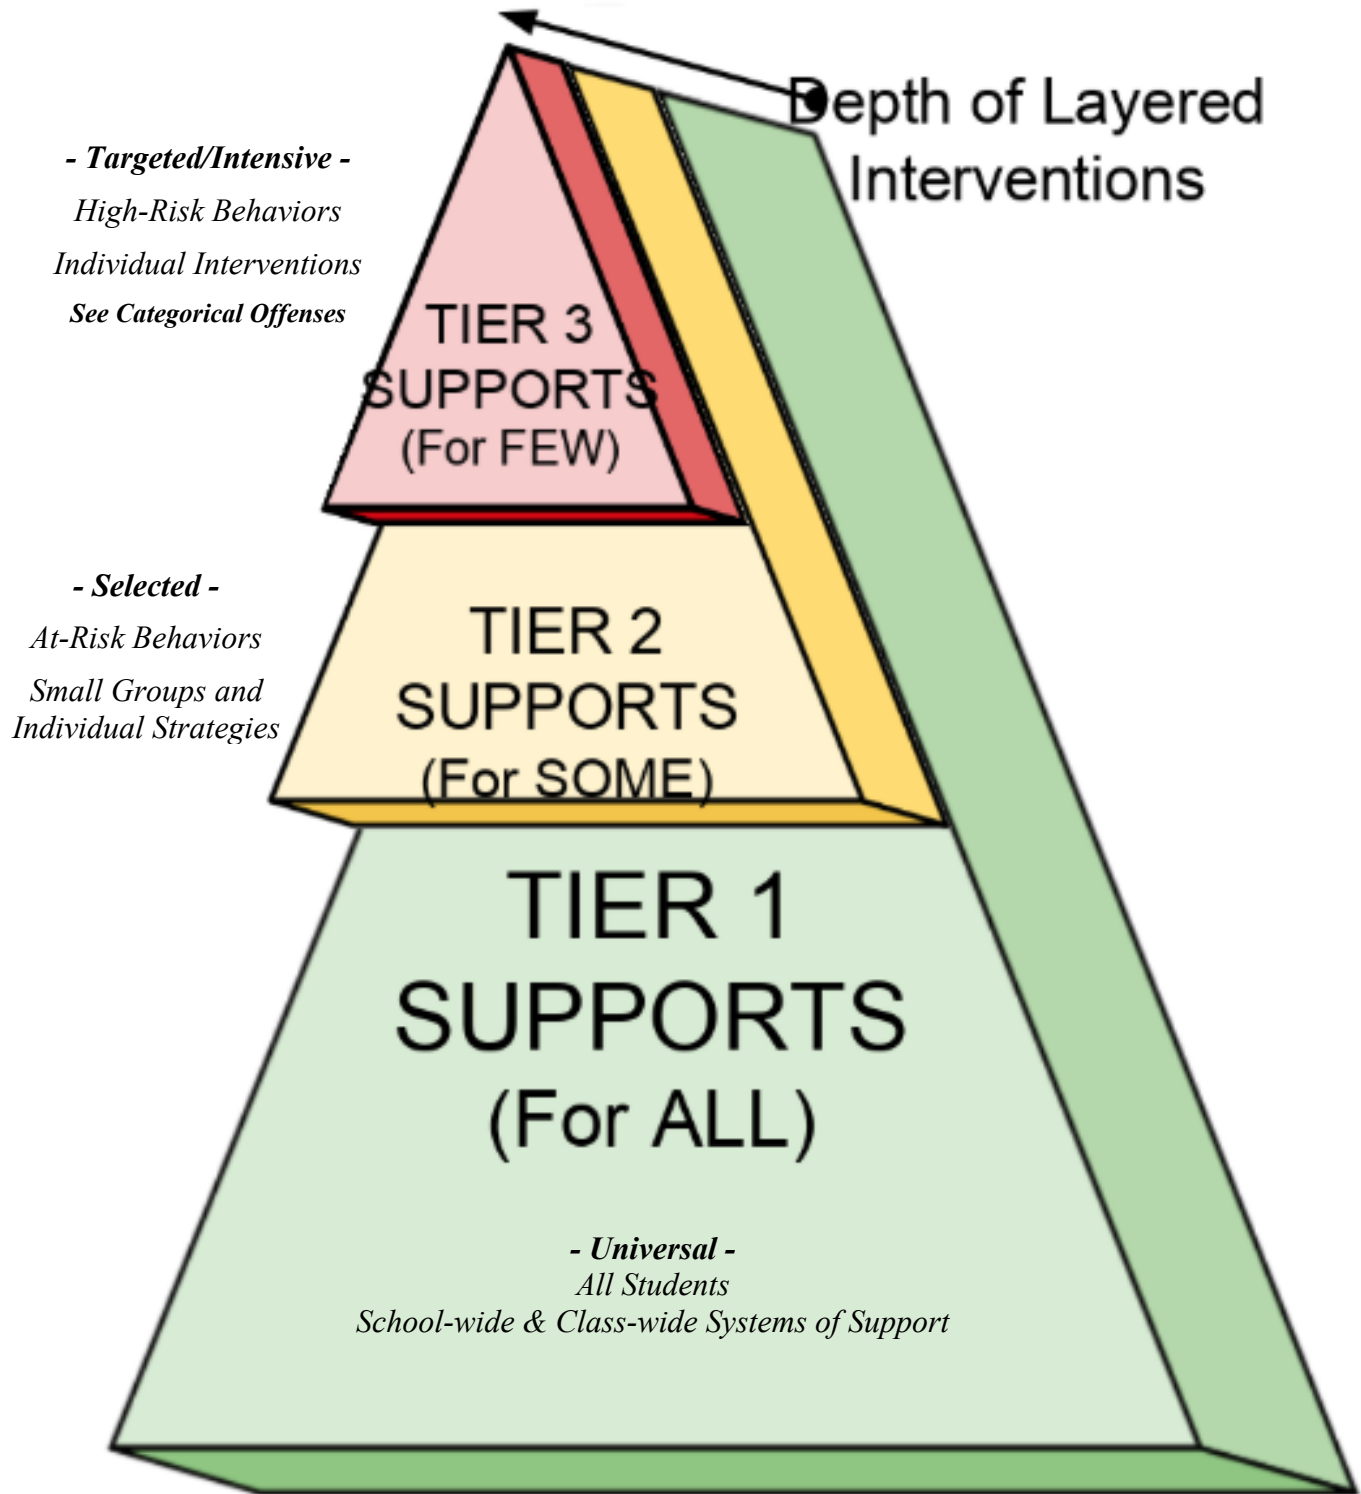 Depth of Layered
Interventions
- Targeted/Intensive -
High-Risk Behaviors
Individual Interventions
See Categorical Offenses
TIER 3
SUPPORTS
(For FEW)
- Selected -
At-Risk Behaviors
Small Groups and
Individual Strategies
TIER 2
SUPPORTS
(For SOME)
TIER 1
SUPPORTS
(For ALL)
- Universal -
All Students
School-wide & Class-wide Systems of Support